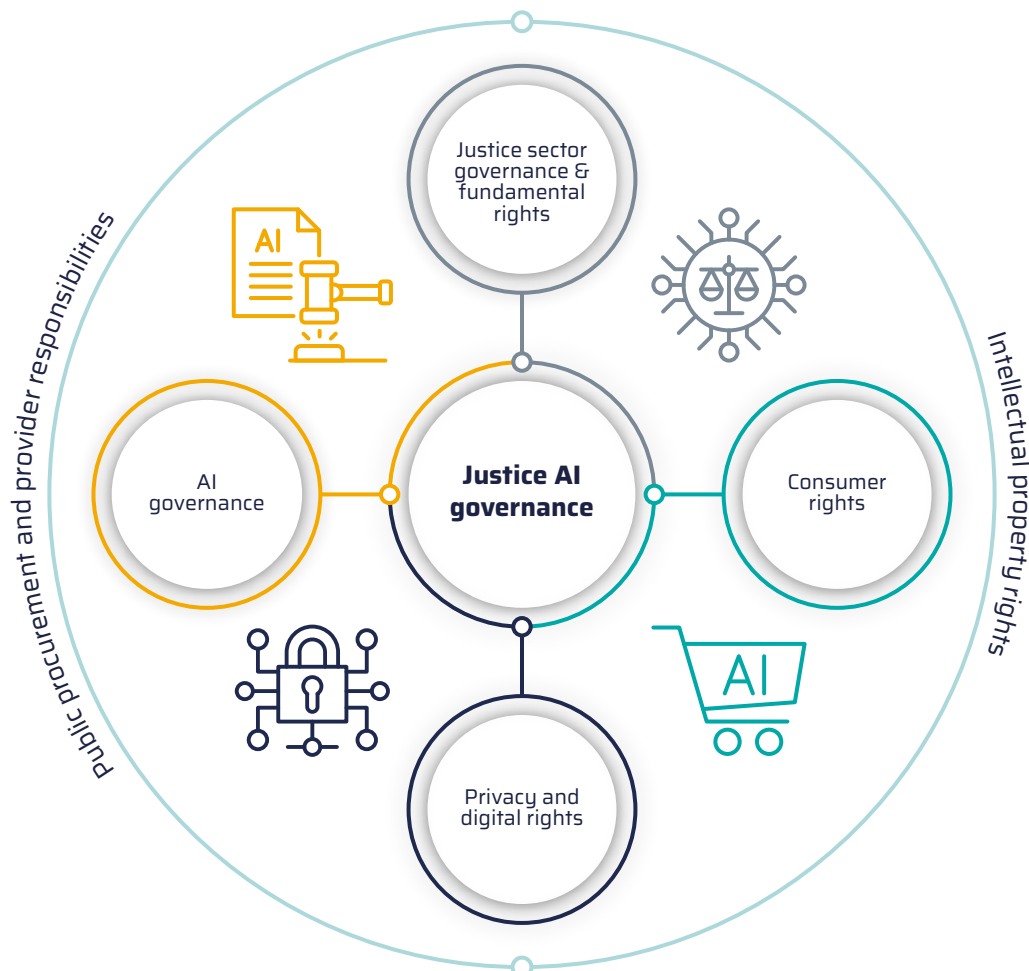 Justice sector
governance &
fundamental
rights
AI
Public procurement and provider responsibilities
Intellectual property rights
AI
governance
Justice AI
governance
Consumer
rights
AI
Privacy and
digital rights